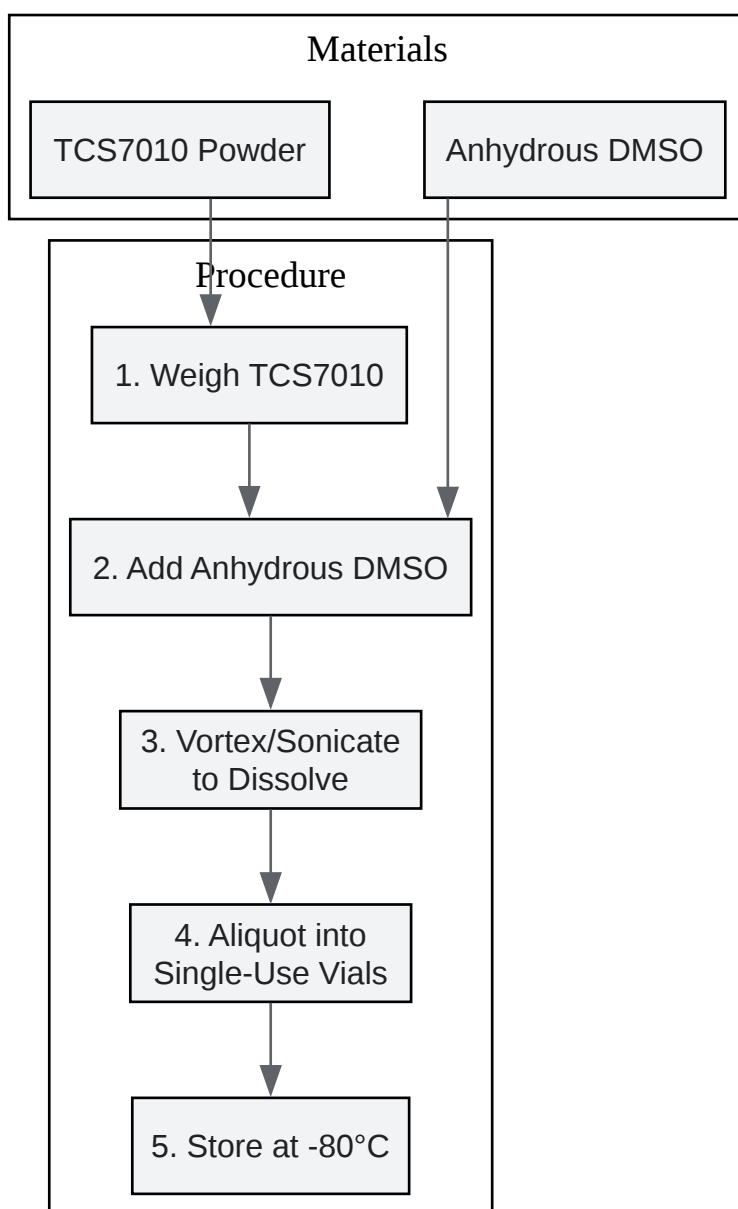 Materials
TCS7010 Powder
Anhydrous DMSO
Procedure
1. Weigh TCS7010
2. Add Anhydrous DMSO
3. Vortex/Sonicate
to Dissolve
4. Aliquot into
Single-Use Vials
5. Store at -80°C